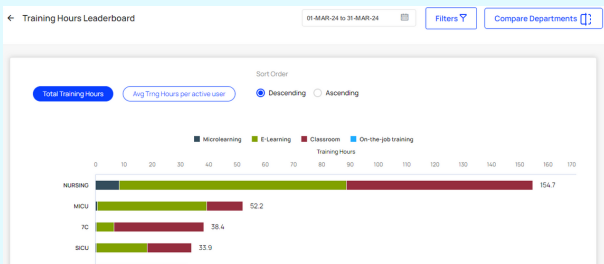 ← Training Hours Leaderboard
01-MAR-24 to 31-MAR-24
Filters
Compare Departments
Sort Order
Total Training Hours
Avg Trng Hours per active user
Descending
Ascending
Microlearning E-Learning Classroom On-the-job training
Training Hours
0 10 20 30 40 50 60 70 80 90 100 110 120 130 140 150 160 170
NURSING 154.7
MICU 52.2
7C 38.4
SICU 33.9